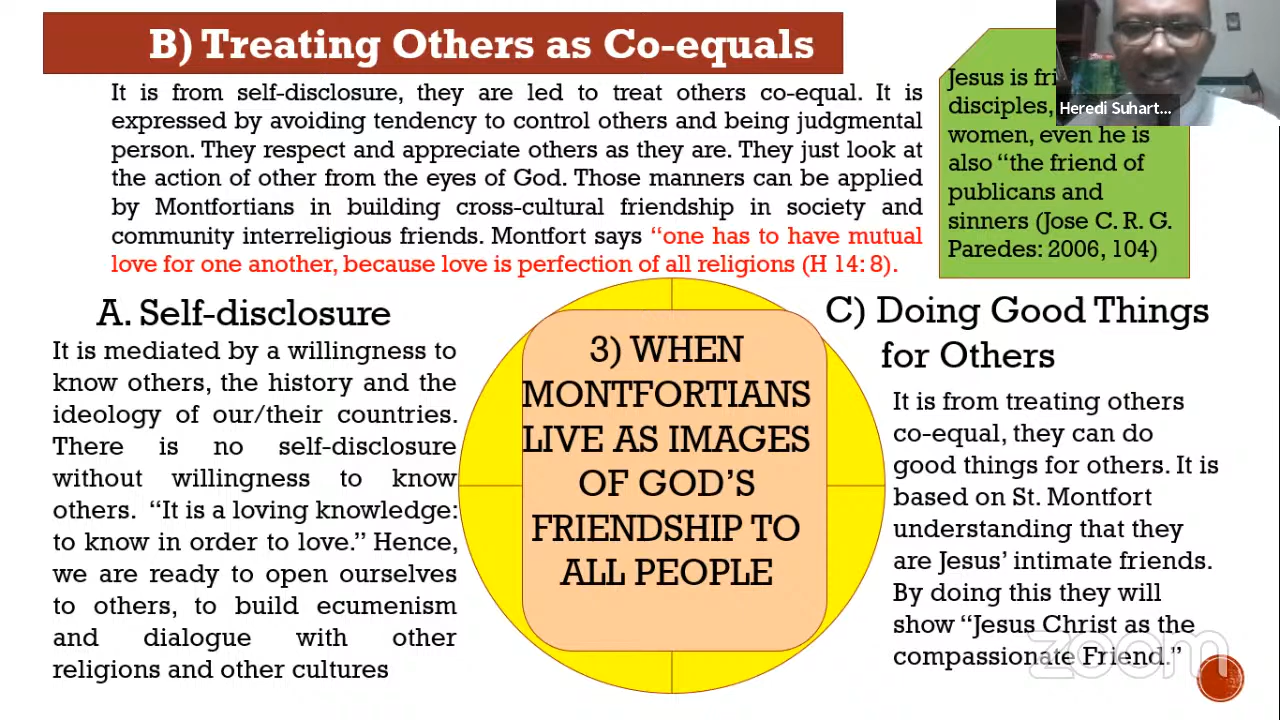 B) Treating Others as Co-equals
It is from self-disclosure, they are led to treat others co-equal. It is
expressed by avoiding tendency to control others and being judgmental
person. They respect and appreciate others as they are. They just look at
the action of other from the eyes of God. Those manners can be applied
by Montfortians in building cross-cultural friendship in society and
community interreligious friends. Montfort says “one has to have mutual
love for one another, because love is perfection of all religions (H 14: 8).
Jesus is fri
disciples,
women, even he is
also “the friend of
publicans and
sinners (Jose C. R. G.
Paredes: 2006, 104)
Heredi Suhart...
A. Self-disclosure
It is mediated by a willingness to
know others, the history and the
ideology of our/their countries.
There is no self-disclosure
without willingness to know
others. “It is a loving knowledge:
to know in order to love.” Hence,
we are ready to open ourselves
to others, to build ecumenism
and dialogue with other
religions and other cultures
3) WHEN
MONTFORTIANS
LIVE AS IMAGES
OF GOD’S
FRIENDSHIP TO
ALL PEOPLE
C) Doing Good Things
for Others
It is from treating others
co-equal, they can do
good things for others. It is
based on St. Montfort
understanding that they
are Jesus’ intimate friends.
By doing this they will
show “Jesus Christ as the
compassionate Friend.”
zoom